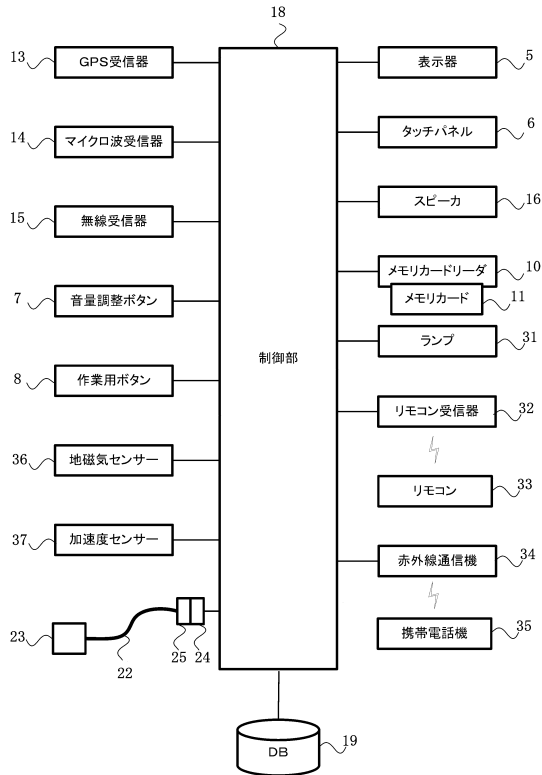 18
13
GPS受信器
表示器
5
14
マイクロ波受信器
タッチパネル
6
15
無線受信器
スピーカ
16
7
音量調整ボタン
メモリカードリーダ
10
メモリカード
11
制御部
ランプ
31
8
作業用ボタン
リモコン受信器
32
36
地磁気センサー
リモコン
33
37
加速度センサー
赤外線通信機
34
23
22
25
24
携帯電話機
35
DB
19